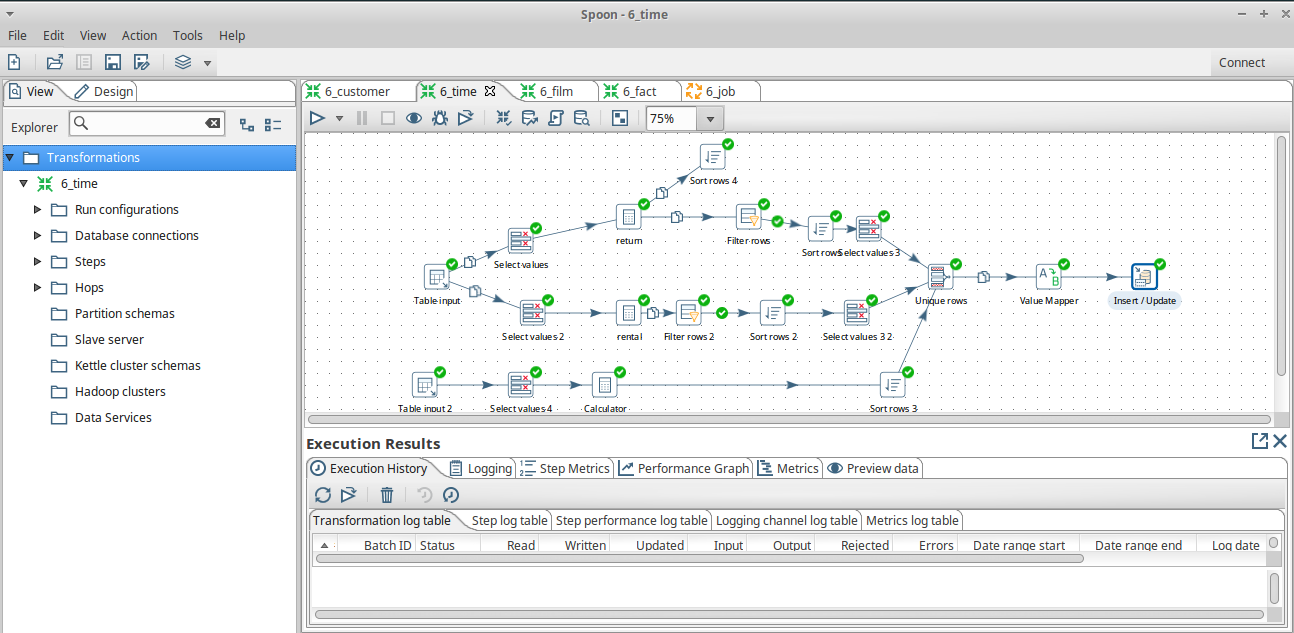 Spoon - 6_time
File Edit View Action Tools Help
Connect
View Design
Explorer
Transformations
6_time
Run configurations
Database connections
Steps
Hops
Partition schemas
Slave server
Kettle cluster schemas
Hadoop clusters
Data Services
6_customer 6_time 6_film 6_fact 6_job
75%
Sort rows 4
return
Filter rows
Sort rows
Select values 3
Select values
Table input
Unique rows
Value Mapper
Insert / Update
Select values 2
rental
Filter rows 2
Sort rows 2
Select values 3 2
Table input 2
Select values 4
Calculator
Sort rows 3
Execution Results
Execution History Logging Step Metrics Performance Graph Metrics Preview data
Transformation log table Step log table Step performance log table Logging channel log table Metrics log table
Batch ID Status Read Written Updated Input Output Rejected Errors Date range start Date range end Log date